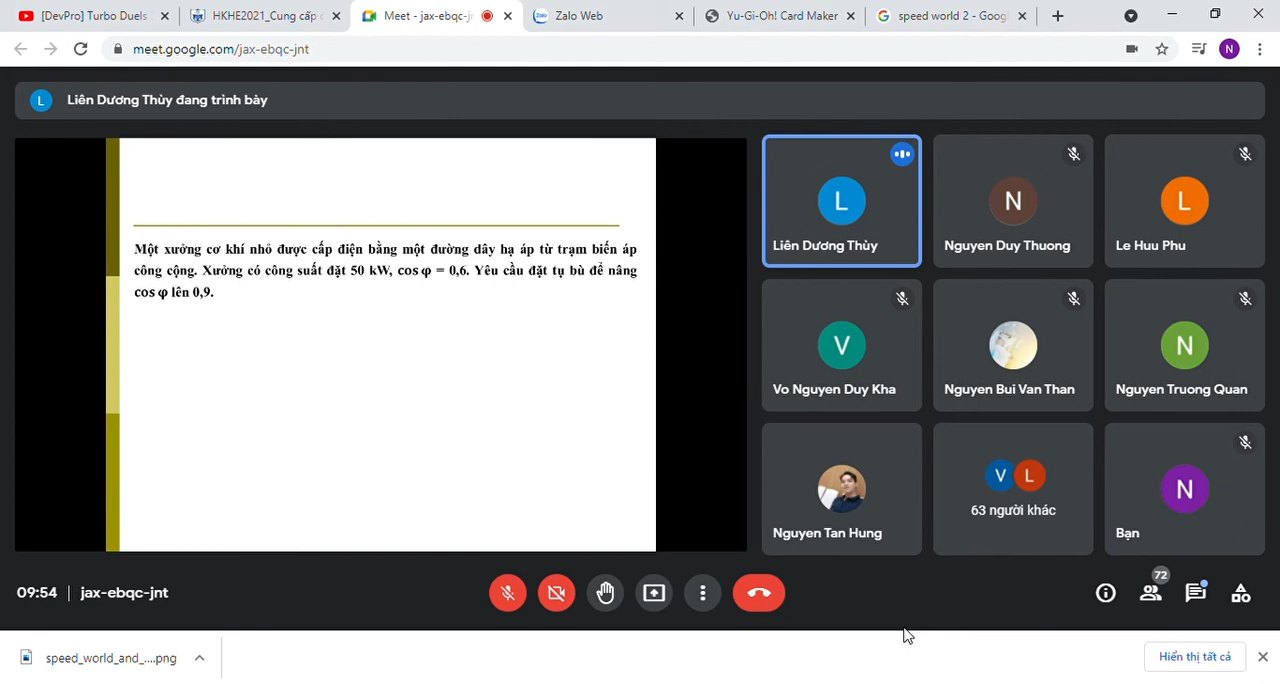 [DevPro] Turbo Duels
HKHE2021_Cung cấp
Meet - jax-ebqc-jn
Zalo Web
Yu-Gi-Oh! Card Maker
speed world 2 - Goog
meet.google.com/jax-ebqc-jnt
N
L
Liên Dương Thùy đang trình bày
Một xưởng cơ khí nhỏ được cấp điện bằng một đường dây hạ áp từ trạm biến áp
công cộng. Xưởng có công suất đặt 50 kW, cos φ = 0,6. Yêu cầu đặt tụ bù để nâng
cos φ lên 0,9.
L
Liên Dương Thùy
N
Nguyen Duy Thuong
L
Le Huu Phu
V
Vo Nguyen Duy Kha
Nguyen Bui Van Than
N
Nguyen Truong Quan
Nguyen Tan Hung
V L
63 người khác
N
Bạn
09:54 | jax-ebqc-jnt
72
speed_world_and_....png
Hiển thị tất cả